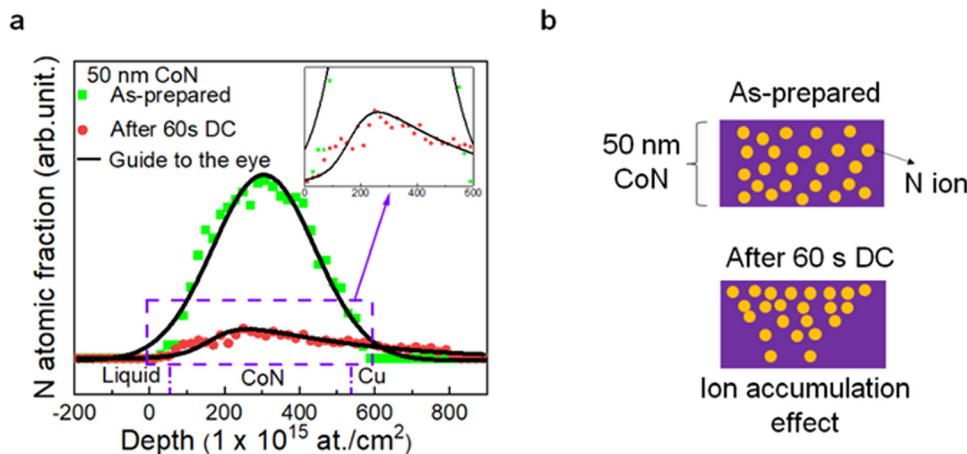 a
50 nm CoN
As-prepared
After 60s DC
Guide to the eye
N atomic fraction (arb.unit.)
0 200 400 600
Liquid CoN Cu
-200 0 200 400 600 800
Depth (1 x 10¹⁵ at./cm²)
b
As-prepared
50 nm
CoN
N ion
After 60 s DC
Ion accumulation
effect